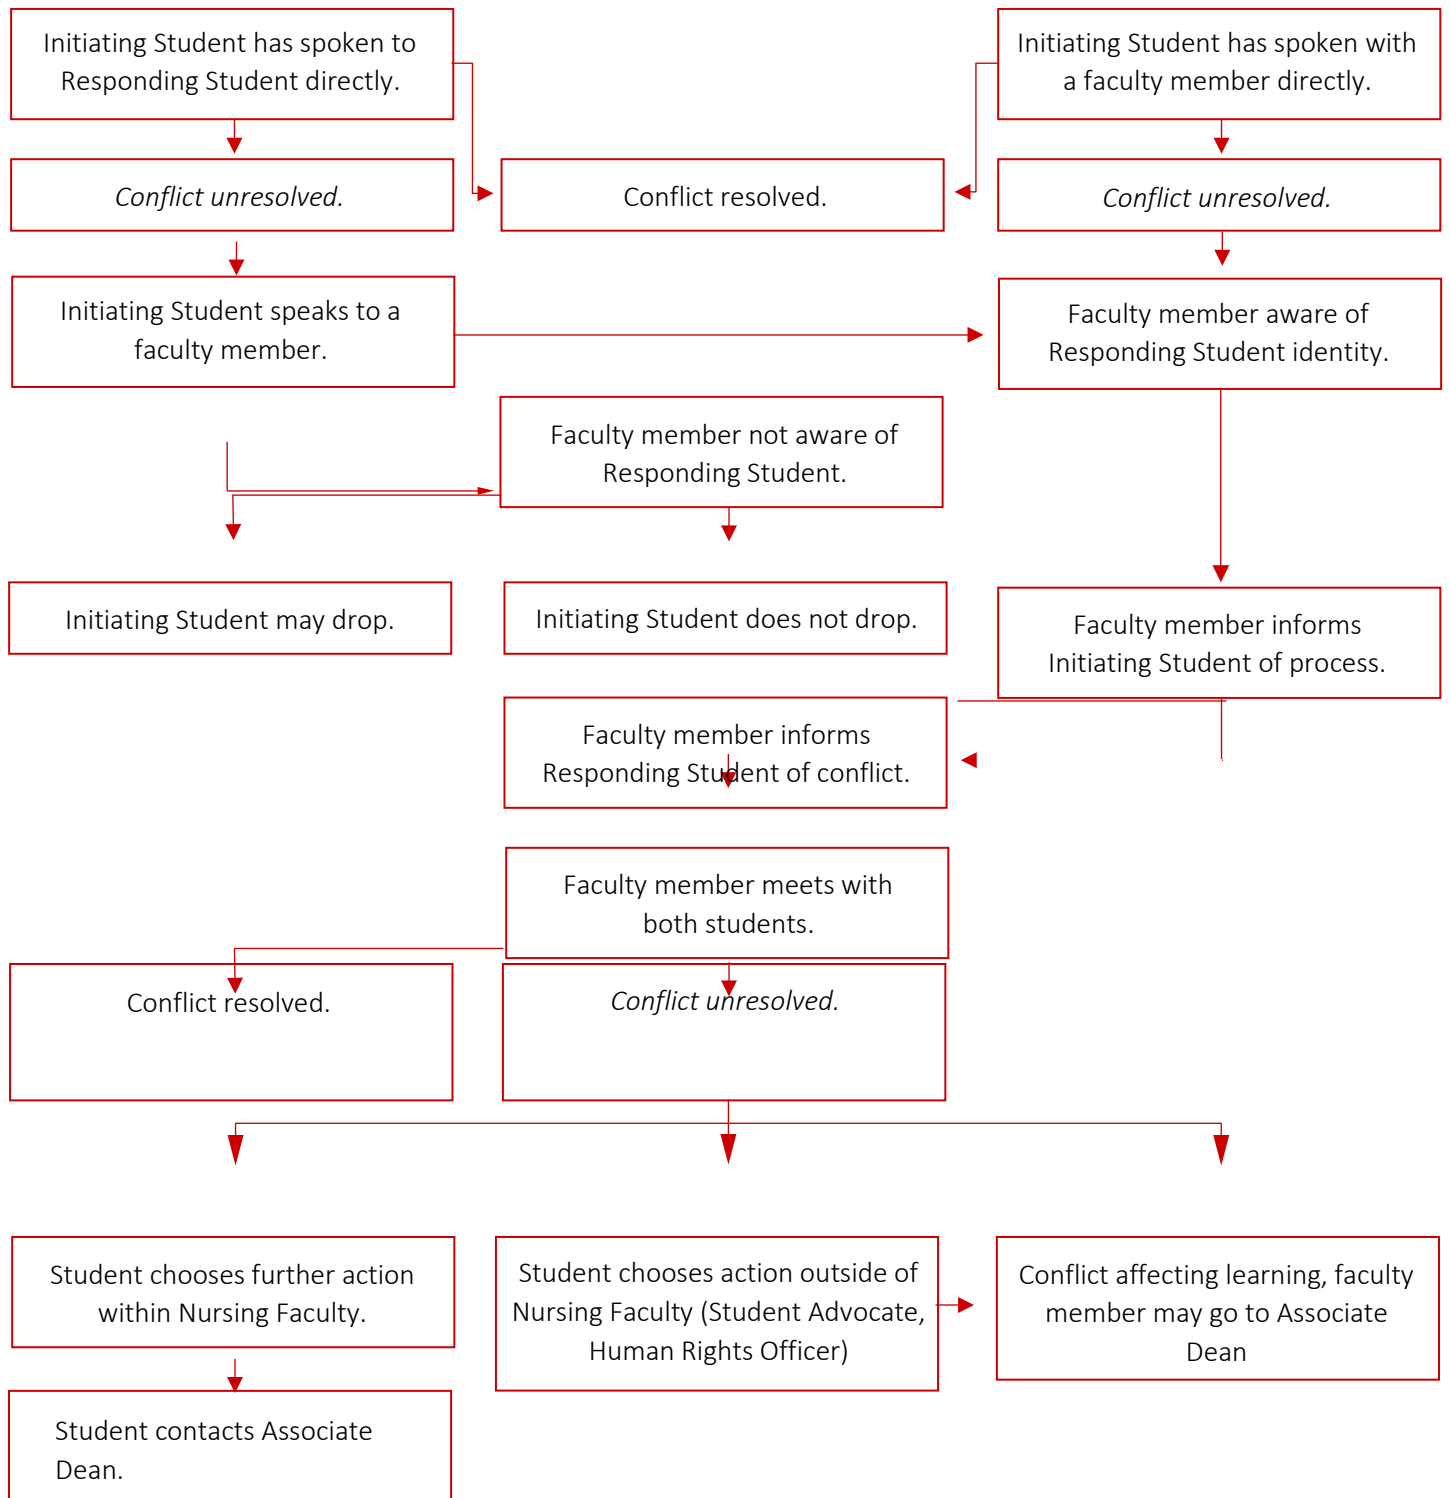 Initiating Student has spoken to
Responding Student directly.
Initiating Student has spoken with
a faculty member directly.
Conflict unresolved.
Conflict resolved.
Conflict unresolved.
Initiating Student speaks to a
faculty member.
Faculty member aware of
Responding Student identity.
Faculty member not aware of
Responding Student.
Initiating Student may drop.
Initiating Student does not drop.
Faculty member informs
Initiating Student of process.
Faculty member informs
Responding Student of conflict.
Faculty member meets with
both students.
Conflict resolved.
Conflict unresolved.
Student chooses further action
within Nursing Faculty.
Student chooses action outside of
Nursing Faculty (Student Advocate,
Human Rights Officer)
Conflict affecting learning, faculty
member may go to Associate
Dean
Student contacts Associate
Dean.